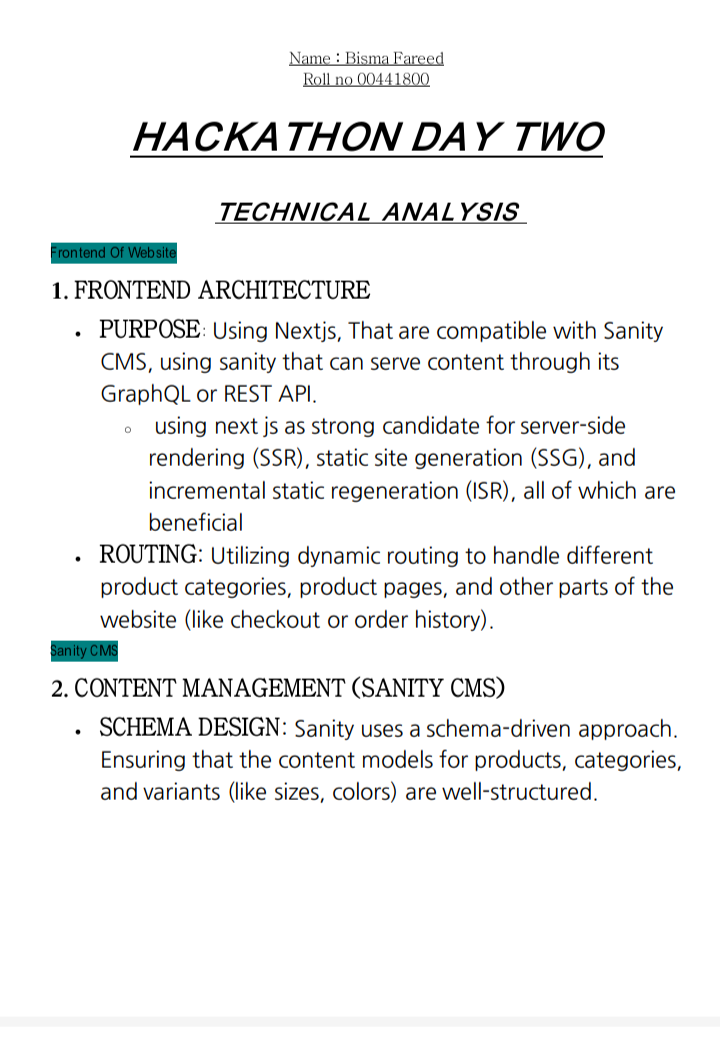 Name : Bisma Fareed
Roll no 00441800
HACKATHON DAY TWO
TECHNICAL ANALYSIS
Frontend Of Website
1. FRONTEND ARCHITECTURE
• PURPOSE: Using Nextjs, That are compatible with Sanity
CMS, using sanity that can serve content through its
GraphQL or REST API.
◦ using next js as strong candidate for server-side
rendering (SSR), static site generation (SSG), and
incremental static regeneration (ISR), all of which are
beneficial
• ROUTING: Utilizing dynamic routing to handle different
product categories, product pages, and other parts of the
website (like checkout or order history).
Sanity CMS
2. CONTENT MANAGEMENT (SANITY CMS)
• SCHEMA DESIGN: Sanity uses a schema-driven approach.
Ensuring that the content models for products, categories,
and variants (like sizes, colors) are well-structured.